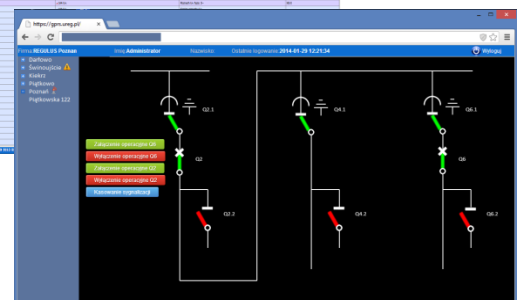 https://gprs.ureg.pl/
Firma: REGULUS Poznan Imię: Administrator Nazwisko: Ostatnie logowanie: 2014-01-29 12:21:34 Wyloguj
Darłowo
Świnoujście
Kiekrz
Piątkowo
Poznań
Piątkowska 122
Q2.1
Q4.1
Q6.1
Załączenie operacyjne Q6
Wyłączenie operacyjne Q6
Załączenie operacyjne Q2
Wyłączenie operacyjne Q2
Kasowanie sygnalizacji
Q2
Q6
Q2.2
Q4.2
Q6.2